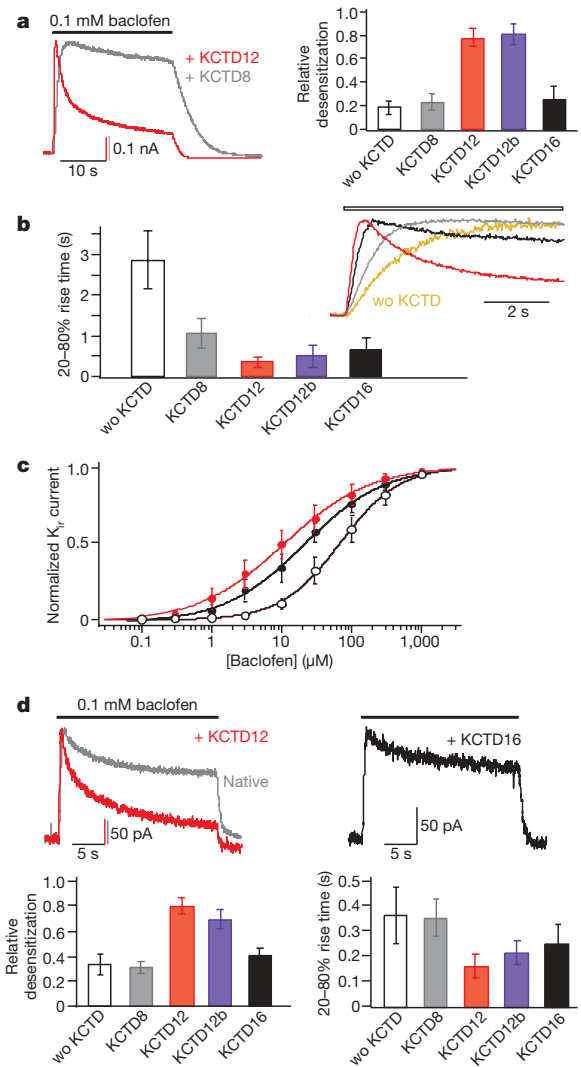 a
0.1 mM baclofen
+ KCTD12
+ KCTD8
0.1 nA
10 s
Relative
desensitization
1.0
0.8
0.6
0.4
0.2
0
wo KCTD
KCTD8
KCTD12
KCTD12b
KCTD16
b
20–80% rise time (s)
3
2
1
0
wo KCTD
KCTD8
KCTD12
KCTD12b
KCTD16
wo KCTD
2 s
c
Normalized Kir current
1.0
0.5
0
0.1
1
10
100
1,000
[Baclofen] (µM)
d
0.1 mM baclofen
+ KCTD12
Native
50 pA
5 s
+ KCTD16
50 pA
5 s
Relative
desensitization
1.0
0.8
0.6
0.4
0.2
0
wo KCTD
KCTD8
KCTD12
KCTD12b
KCTD16
20–80% rise time (s)
0.5
0.4
0.3
0.2
0.1
0
wo KCTD
KCTD8
KCTD12
KCTD12b
KCTD16